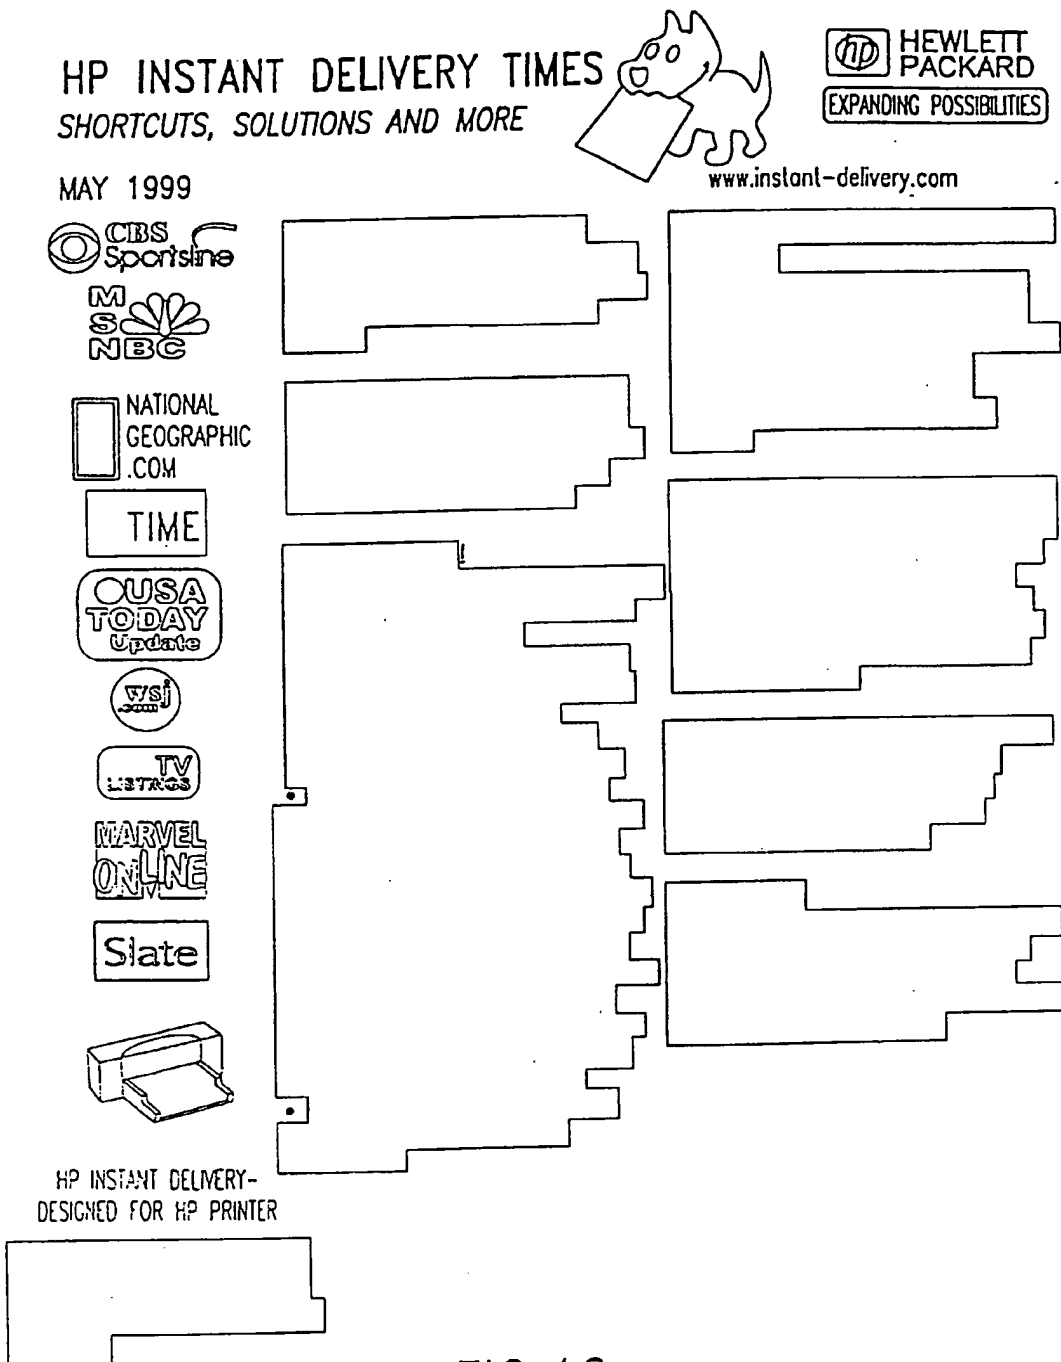 HP INSTANT DELIVERY TIMES
SHORTCUTS, SOLUTIONS AND MORE
hp HEWLETT
PACKARD
EXPANDING POSSIBILITIES
www.instant-delivery.com
MAY 1999
CBS
Sportsline
M
S
NBC
NATIONAL
GEOGRAPHIC
.COM
TIME
USA
TODAY
Update
wsj
.com
TV
LISTINGS
MARVEL
ONLINE
Slate
HP INSTANT DELIVERY-
DESIGNED FOR HP PRINTER